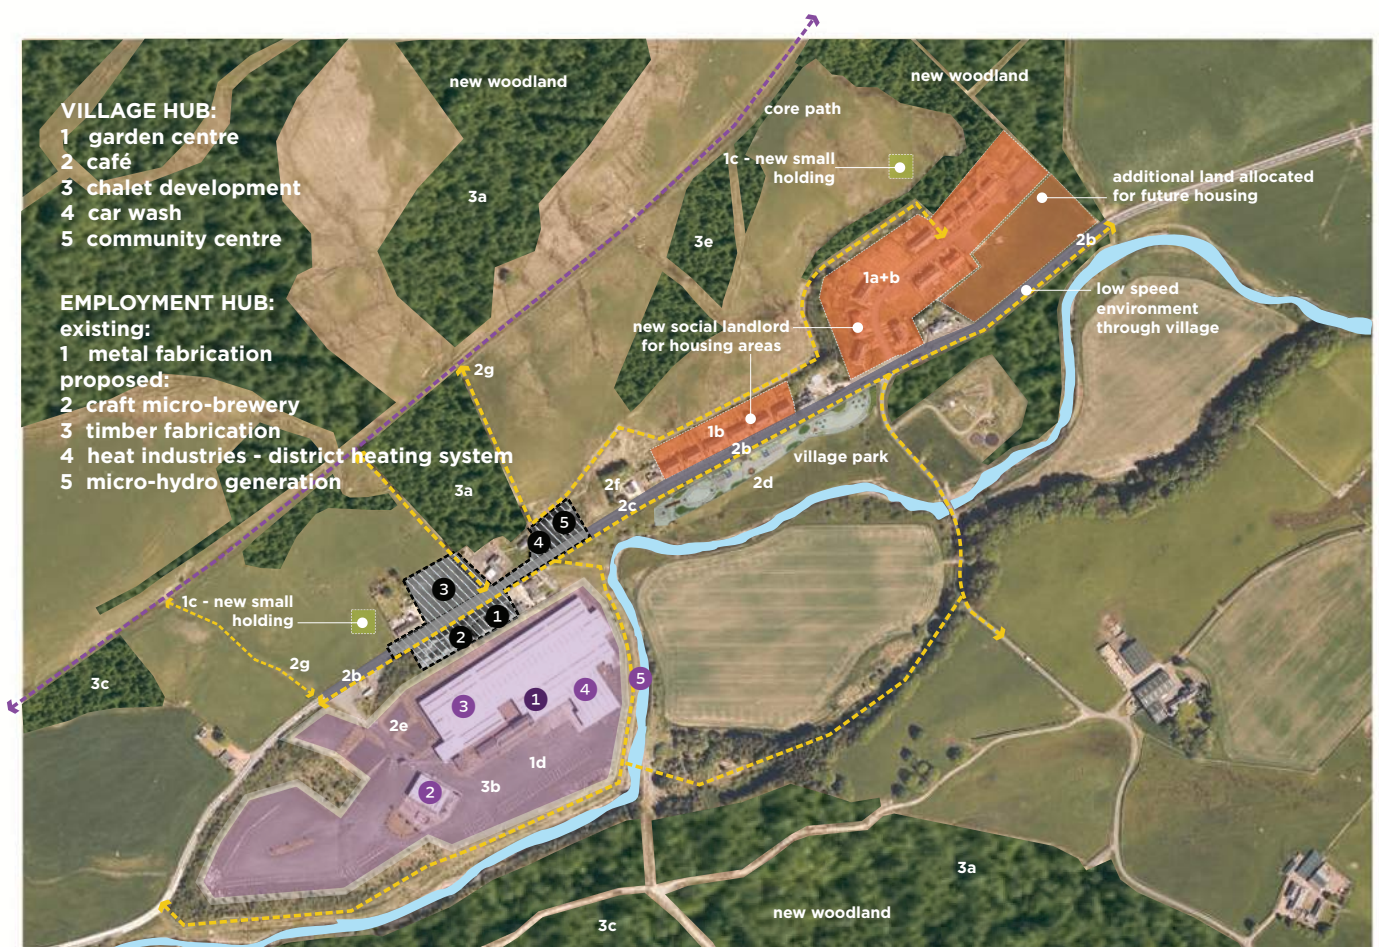 VILLAGE HUB:
1 garden centre
2 café
3 chalet development
4 car wash
5 community centre
EMPLOYMENT HUB:
existing:
1 metal fabrication
proposed:
2 craft micro-brewery
3 timber fabrication
4 heat industries - district heating system
5 micro-hydro generation
new woodland
new woodland
core path
1c - new small
holding
additional land allocated
for future housing
3a
3e
2b
1a+b
low speed
environment
through village
new social landlord
for housing areas
2g
1b
2b
village park
3a
2f
2d
2c
5
4
3
1c - new small
holding
1
2
2g
2b
3c
5
4
1
3
2e
1d
3b
2
3a
new woodland
3c